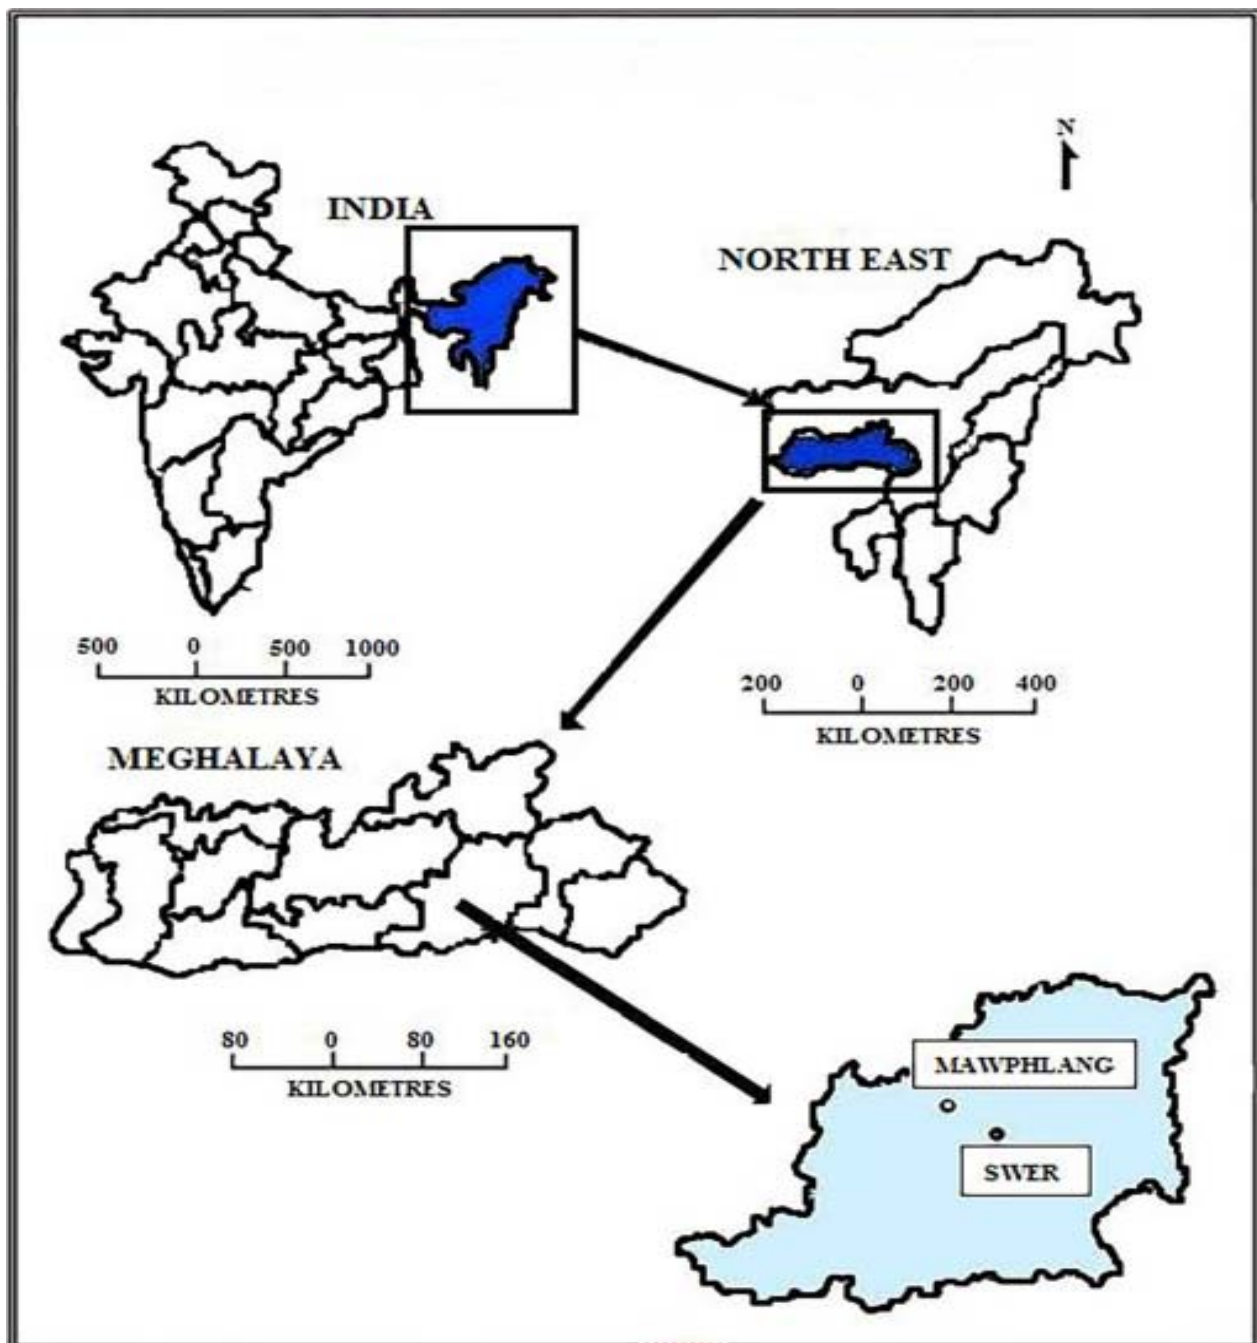 N
INDIA
NORTH EAST
500 0 500 1000
KILOMETRES
200 0 200 400
KILOMETRES
MEGHALAYA
80 0 80 160
KILOMETRES
MAWPHLANG
SWER